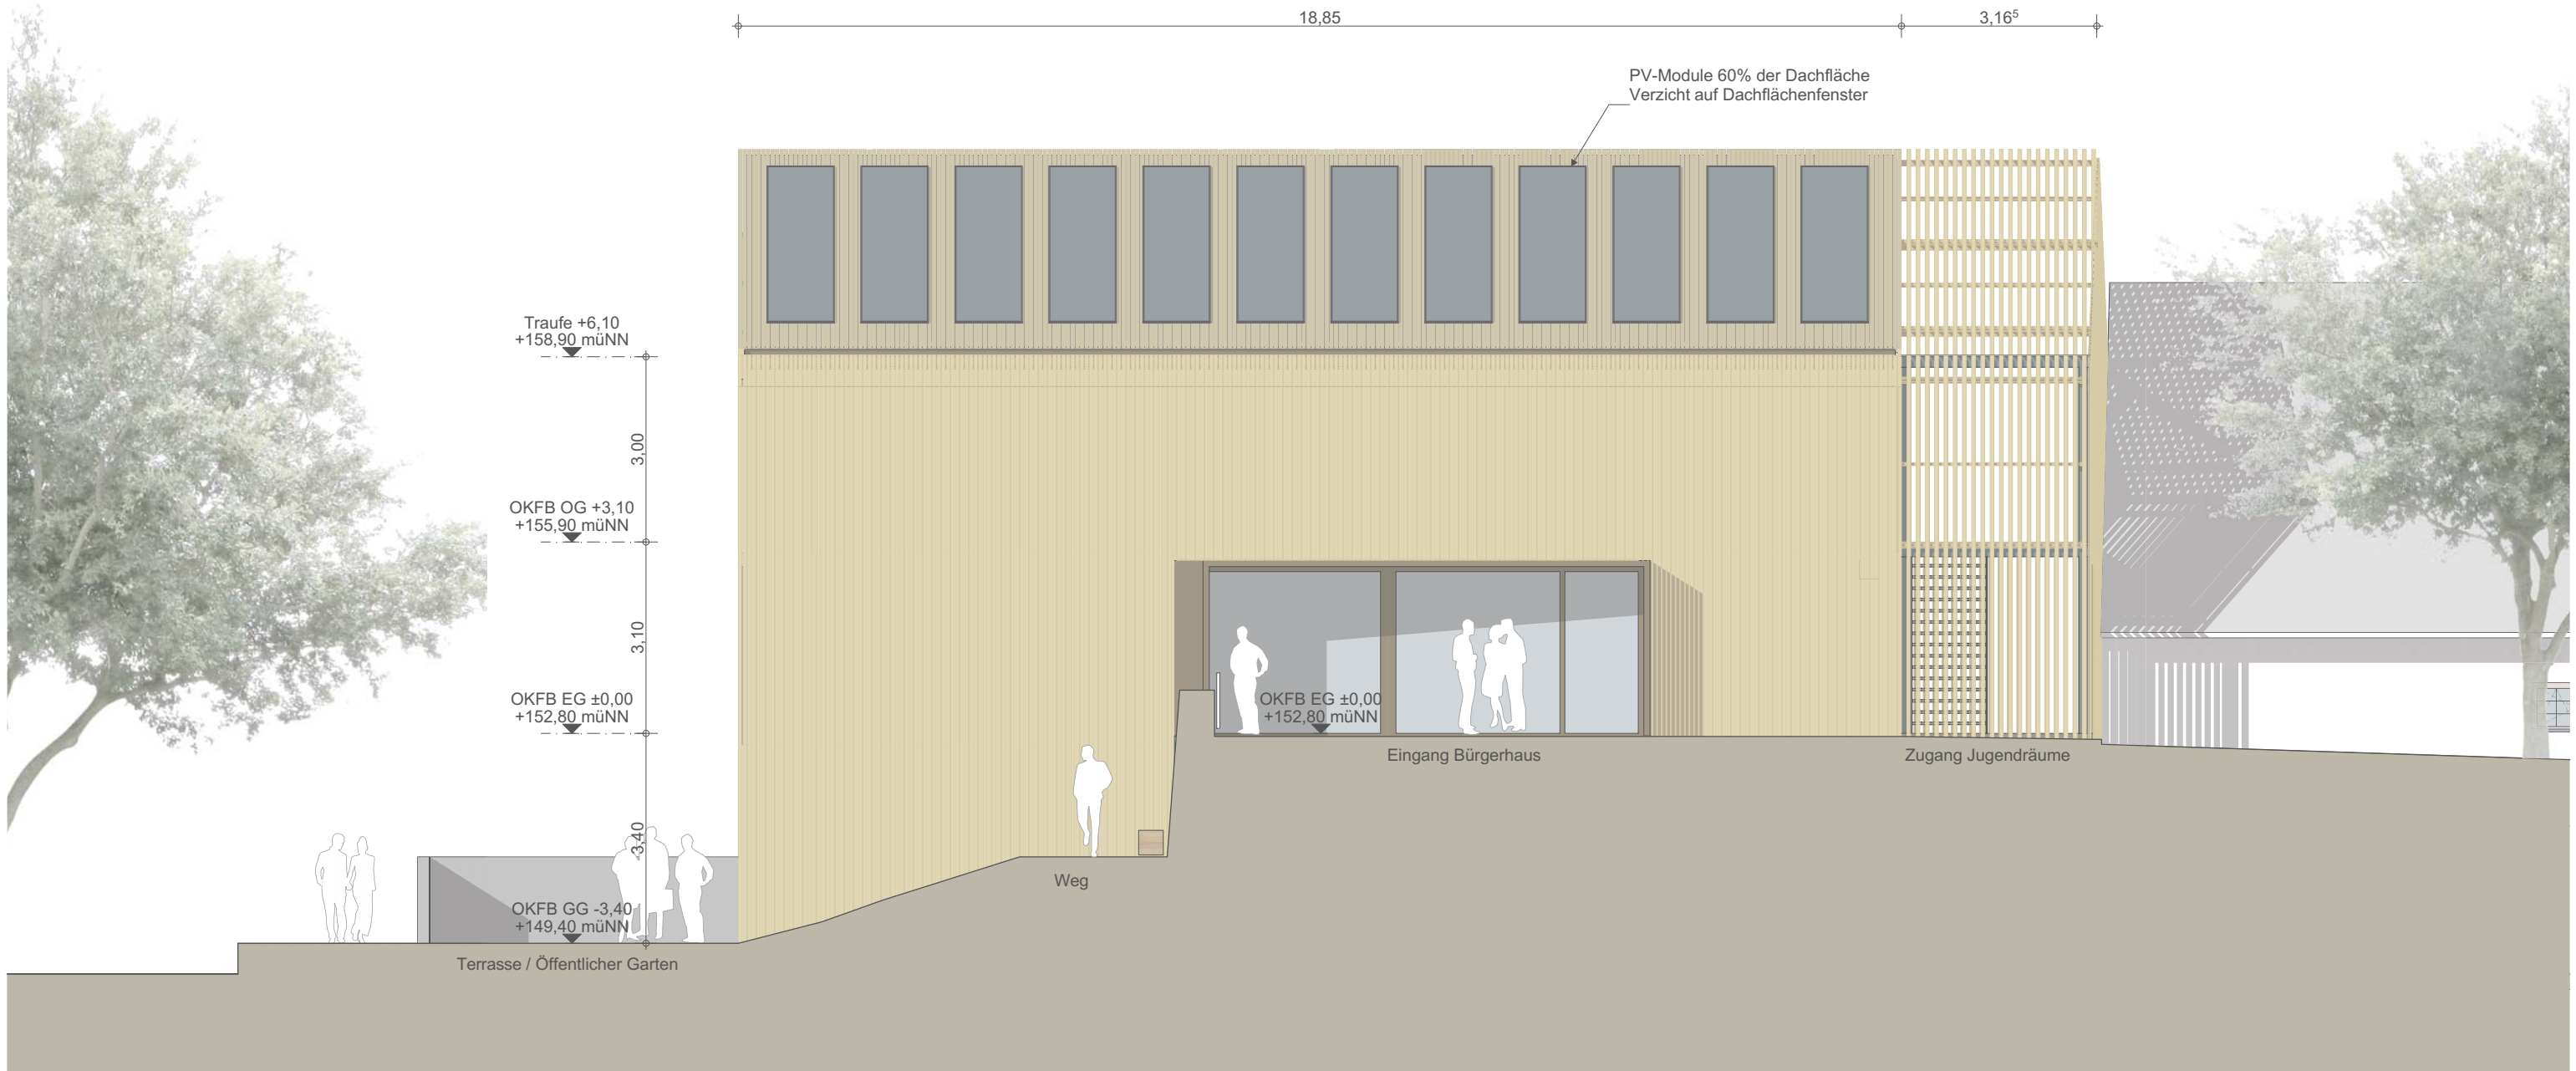 18,85
3,16⁵
PV-Module 60% der Dachfläche
Verzicht auf Dachflächenfenster
Traufe +6,10
+158,90 müNN
3,00
OKFB OG +3,10
+155,90 müNN
3,10
OKFB EG ±0,00
+152,80 müNN
OKFB EG ±0,00
+152,80 müNN
Eingang Bürgerhaus
Zugang Jugendräume
3,40
Weg
OKFB GG -3,40
+149,40 müNN
Terrasse / Öffentlicher Garten